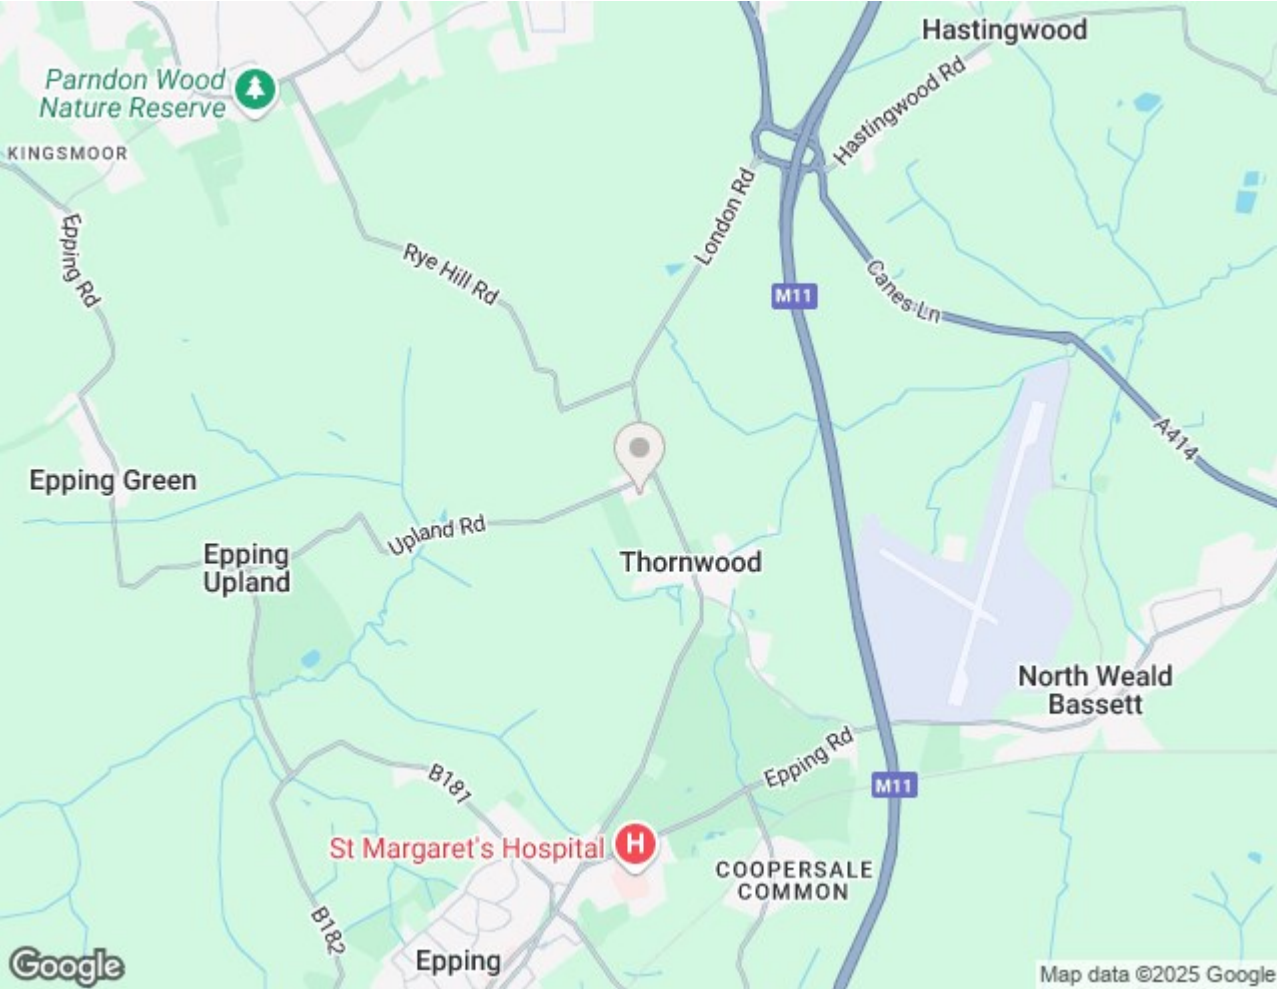 Hastingwood
Parndon Wood
Nature Reserve
Hastingwood Rd
KINGSMOOR
London Rd
Epping Rd
Rye Hill Rd
Canes Ln
M11
A414
Epping Green
Upland Rd
Epping
Upland
Thornwood
North Weald
Bassett
Epping Rd
B181
M11
St Margaret's Hospital
H
COOPERSALE
COMMON
B182
Epping
Google
Map data ©2025 Google